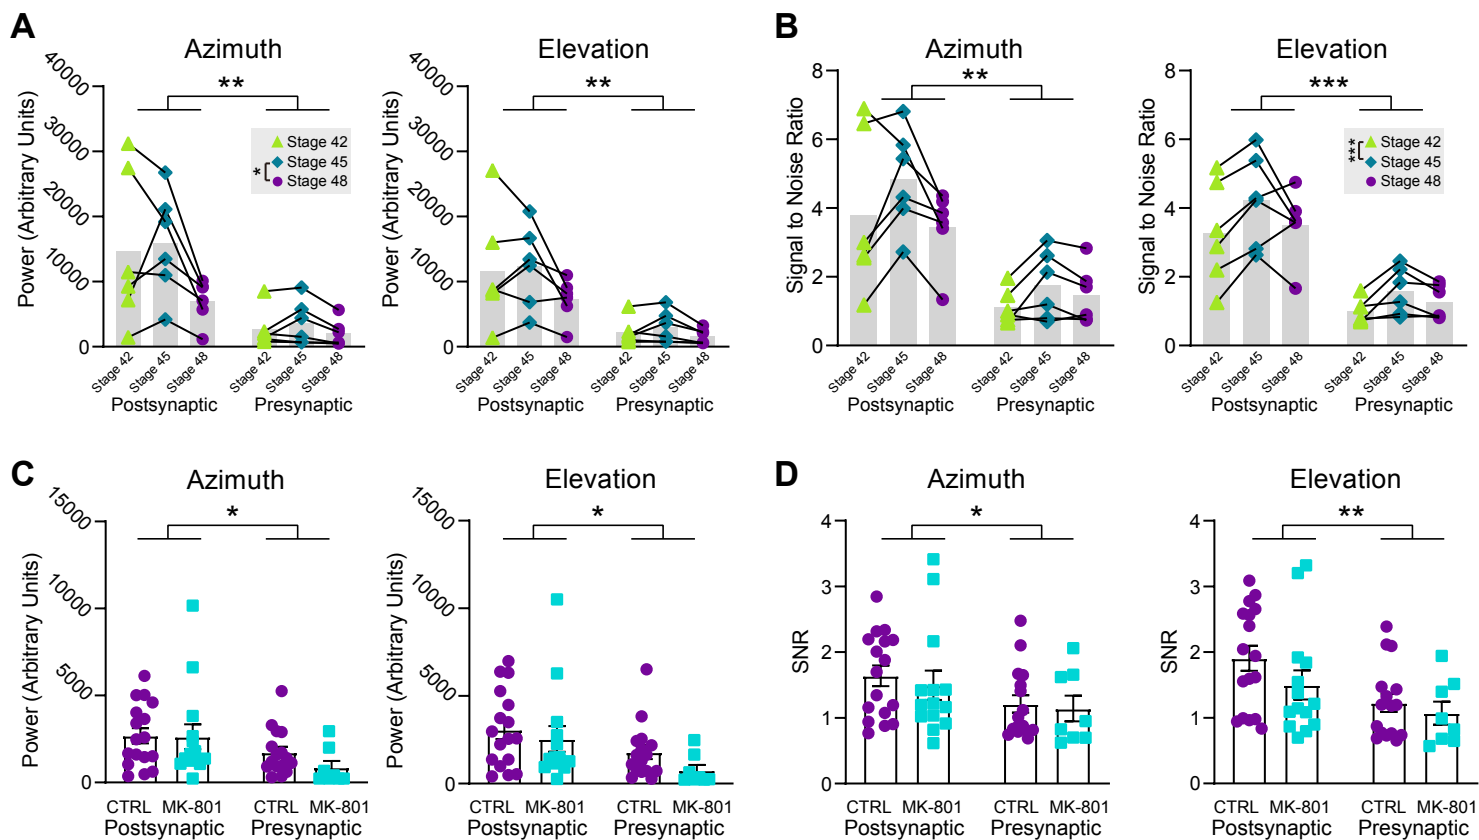 A
Azimuth
Elevation
Power (Arbitrary Units)
40000
30000
20000
10000
0
**
Stage 42
Stage 45
Stage 48
*
Stage 42
Stage 45
Stage 48
Stage 42
Stage 45
Stage 48
Postsynaptic
Presynaptic
Power (Arbitrary Units)
40000
30000
20000
10000
0
**
Stage 42
Stage 45
Stage 48
Stage 42
Stage 45
Stage 48
Postsynaptic
Presynaptic
B
Azimuth
Elevation
Signal to Noise Ratio
8
6
4
2
0
**
Stage 42
Stage 45
Stage 48
Stage 42
Stage 45
Stage 48
Postsynaptic
Presynaptic
Signal to Noise Ratio
8
6
4
2
0
***
***
Stage 42
Stage 45
Stage 48
Stage 42
Stage 45
Stage 48
Stage 42
Stage 45
Stage 48
Postsynaptic
Presynaptic
C
Azimuth
Elevation
Power (Arbitrary Units)
15000
10000
5000
0
*
CTRL MK-801 CTRL MK-801
Postsynaptic Presynaptic
Power (Arbitrary Units)
15000
10000
5000
0
*
CTRL MK-801 CTRL MK-801
Postsynaptic Presynaptic
D
Azimuth
Elevation
SNR
4
3
2
1
0
*
CTRL MK-801 CTRL MK-801
Postsynaptic Presynaptic
SNR
4
3
2
1
0
**
CTRL MK-801 CTRL MK-801
Postsynaptic Presynaptic